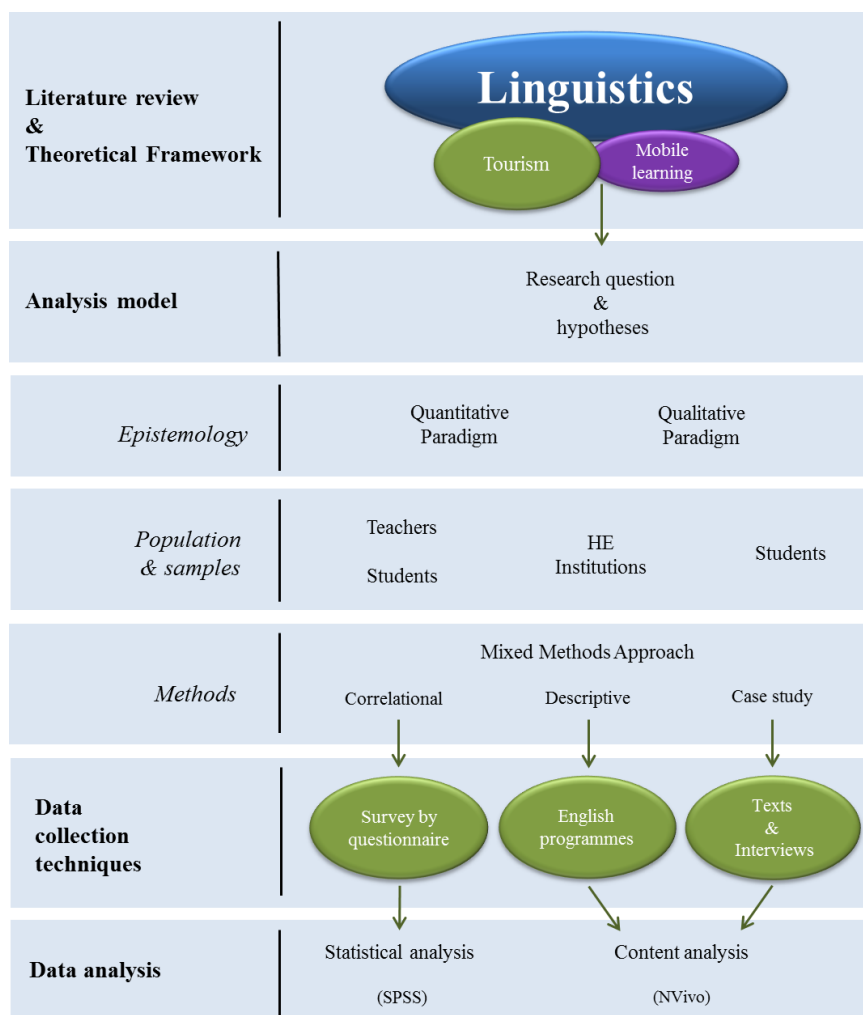 Literature review
&
Theoretical Framework
Linguistics
Tourism
Mobile
learning
Analysis model
Research question
&
hypotheses
Epistemology
Quantitative
Paradigm
Qualitative
Paradigm
Population
& samples
Teachers
Students
HE
Institutions
Students
Methods
Mixed Methods Approach
Correlational
Descriptive
Case study
Data
collection
techniques
Survey by
questionnaire
English
programmes
Texts
&
Interviews
Data analysis
Statistical analysis
(SPSS)
Content analysis
(NVivo)